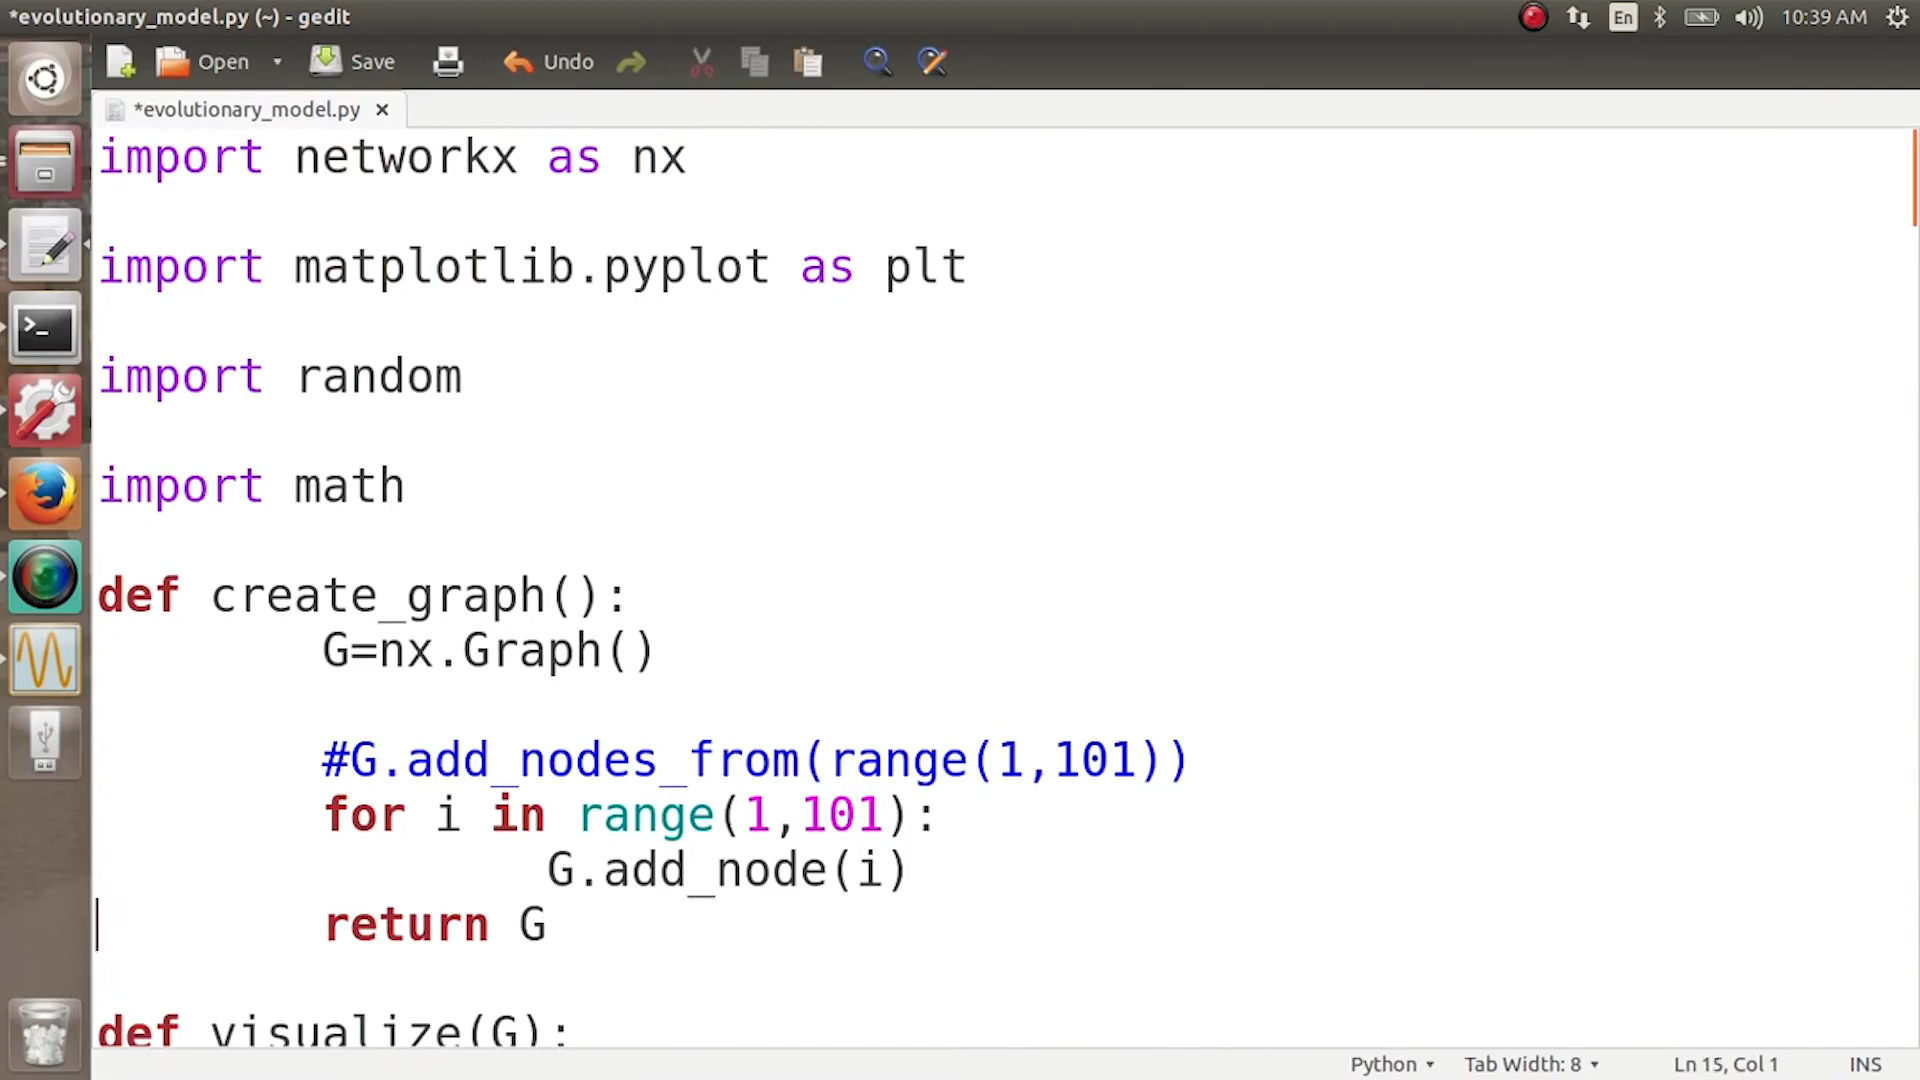 *evolutionary_model.py (~) - gedit
En
10:39 AM
Open
Save
Undo
*evolutionary_model.py ×
import networkx as nx
import matplotlib.pyplot as plt
import random
import math
def create_graph():
G=nx.Graph()
#G.add_nodes_from(range(1,101))
for i in range(1,101):
G.add_node(i)
return G
def visualize(G):
Python
Tab Width: 8
Ln 15, Col 1
INS